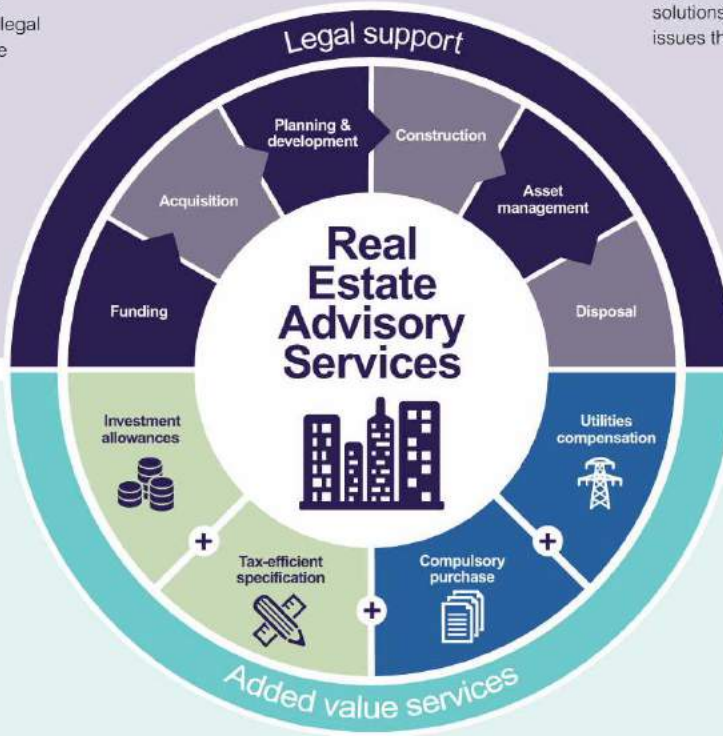 legal
e
solutions
issues th
Legal support
Planning &
development
Construction
Acquisition
Asset
management
Funding
Disposal
Real
Estate
Advisory
Services
Investment
allowances
Utilities
compensation
Tax-efficient
specification
Compulsory
purchase
+
+
+
Added value services